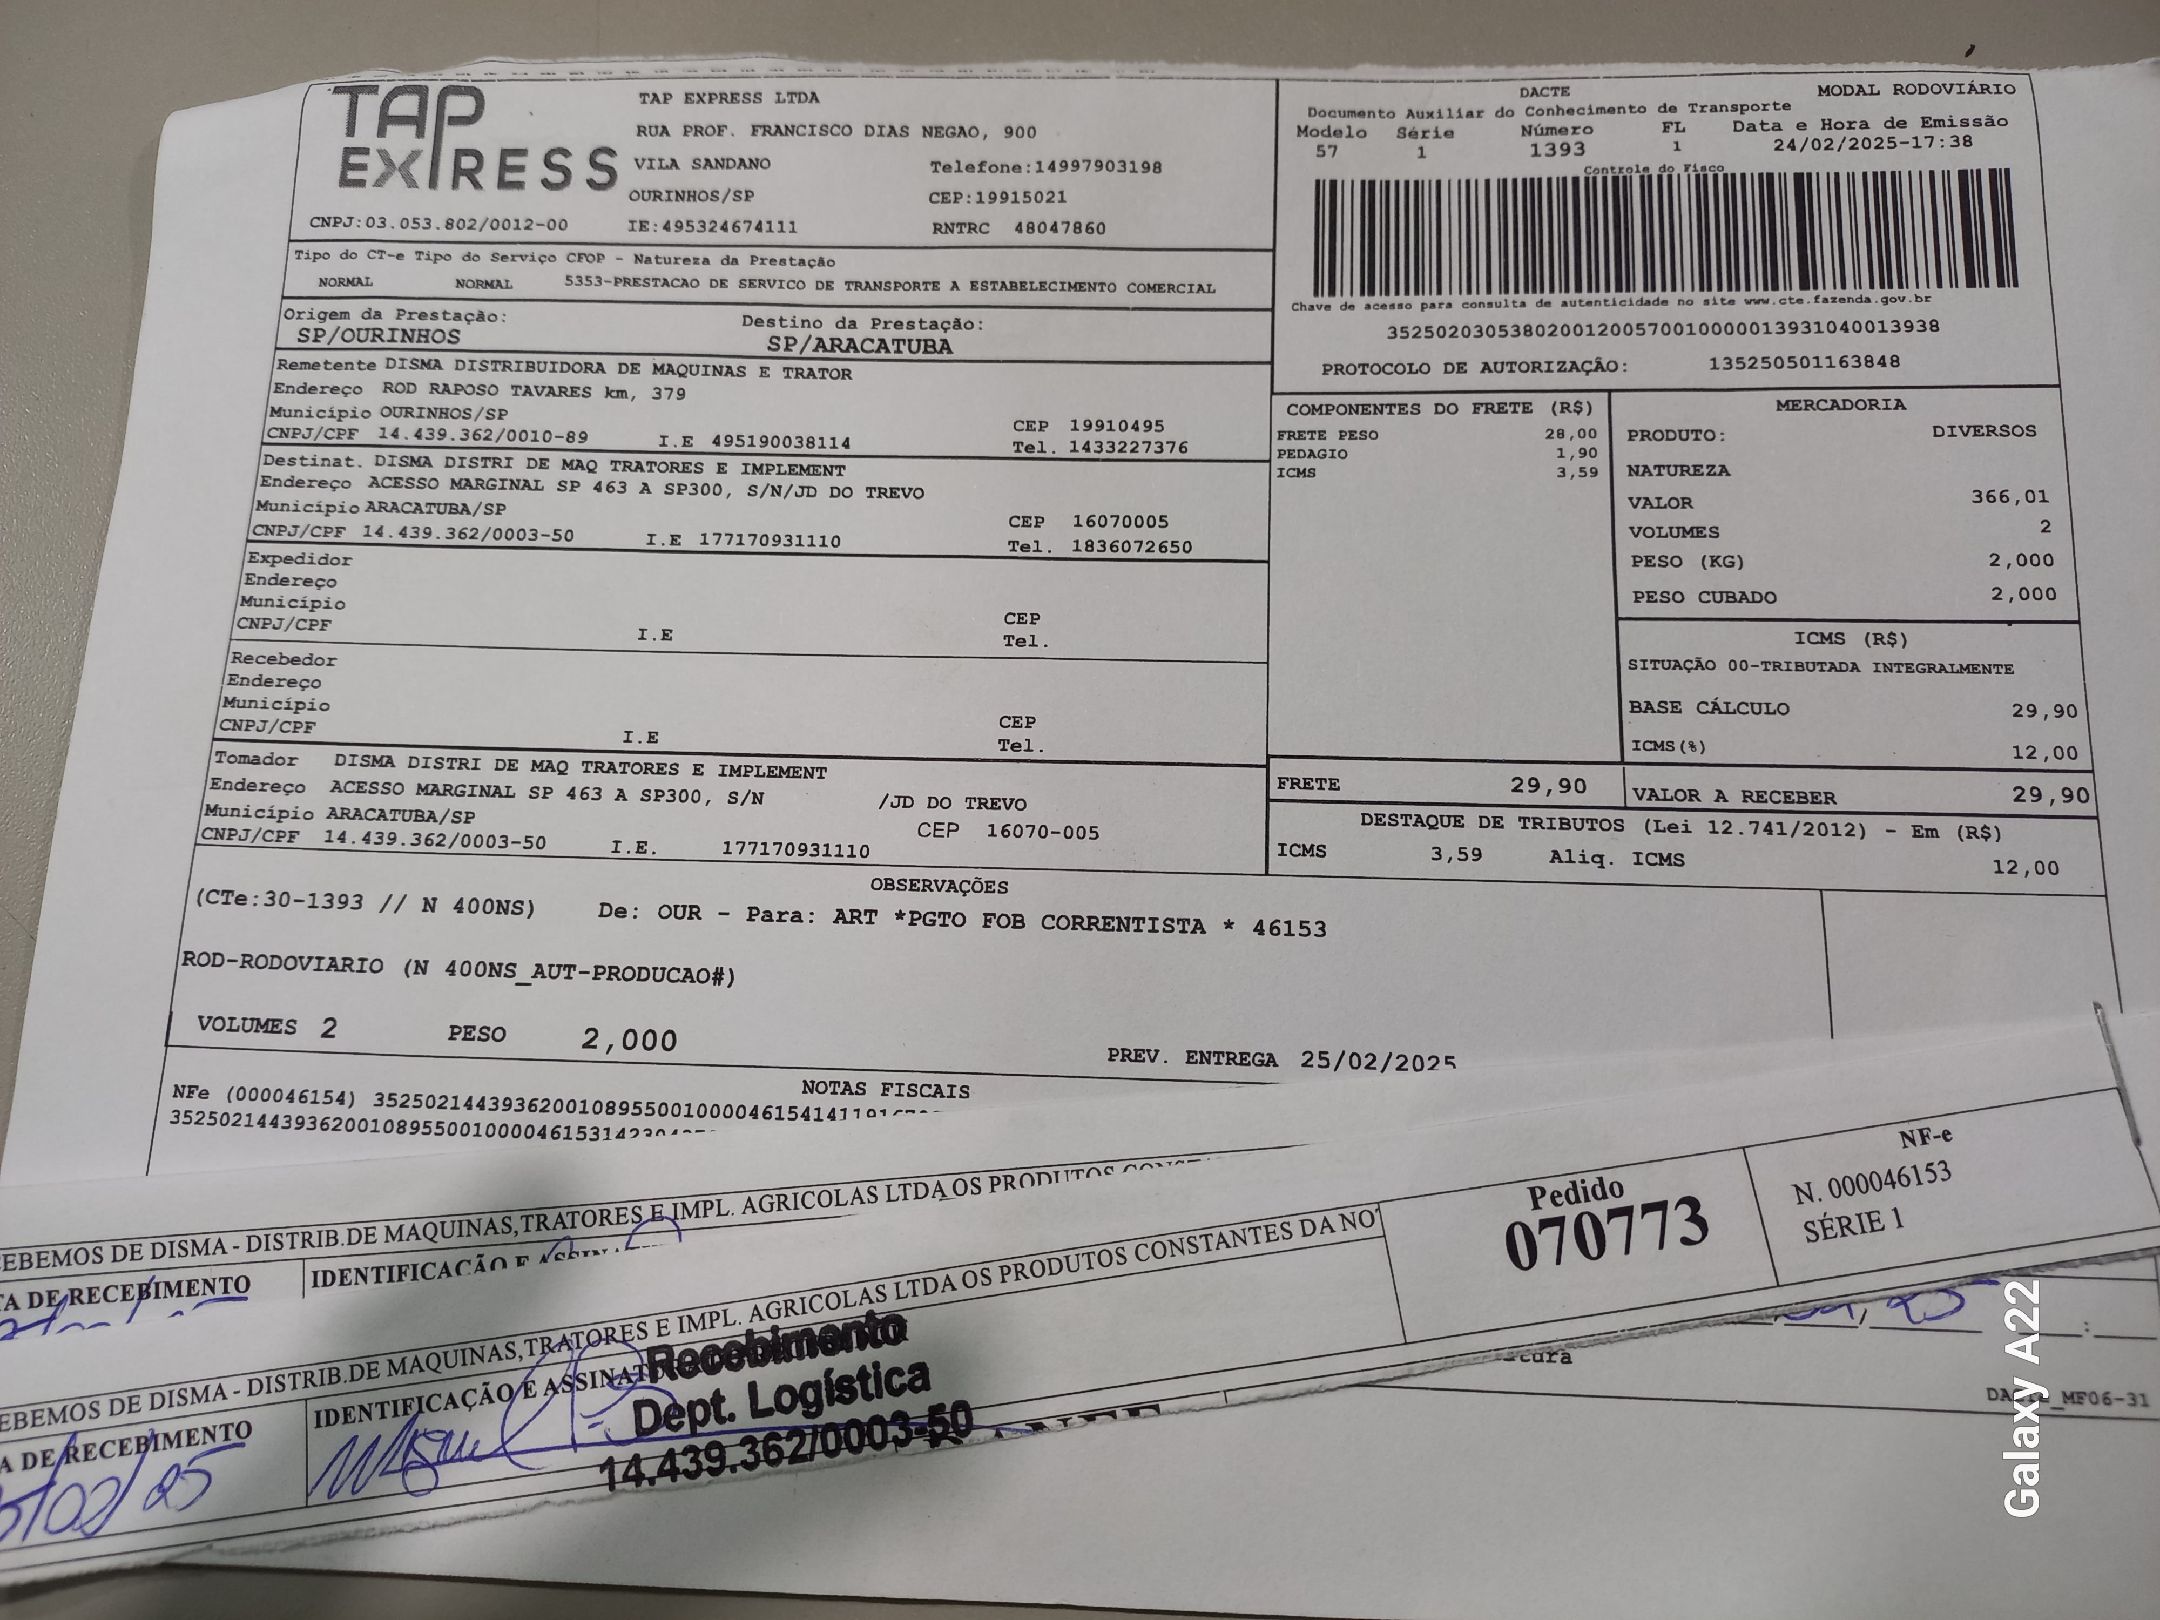 TAP EXPRESS
TAP EXPRESS LTDA
RUA PROF. FRANCISCO DIAS NEGAO, 900
VILA SANDANO Telefone:14997903198
OURINHOS/SP CEP:19915021
CNPJ:03.053.802/0012-00 IE:495324674111 RNTRC 48047860
DACTE MODAL RODOVIÁRIO
Documento Auxiliar do Conhecimento de Transporte
Modelo Série Número FL Data e Hora de Emissão
57 1 1393 1 24/02/2025-17:38
Controle do Fisco
Chave de acesso para consulta de autenticidade no site www.cte.fazenda.gov.br
35250203053802001200570010000013931040013938
PROTOCOLO DE AUTORIZAÇÃO: 135250501163848
Tipo do CT-e Tipo do Serviço CFOP - Natureza da Prestação
NORMAL NORMAL 5353-PRESTACAO DE SERVICO DE TRANSPORTE A ESTABELECIMENTO COMERCIAL
Origem da Prestação: Destino da Prestação:
SP/OURINHOS SP/ARACATUBA
Remetente DISMA DISTRIBUIDORA DE MAQUINAS E TRATOR
Endereço ROD RAPOSO TAVARES km, 379
Município OURINHOS/SP CEP 19910495
CNPJ/CPF 14.439.362/0010-89 I.E 495190038114 Tel. 1433227376
Destinat. DISMA DISTRI DE MAQ TRATORES E IMPLEMENT
Endereço ACESSO MARGINAL SP 463 A SP300, S/N/JD DO TREVO
Município ARACATUBA/SP CEP 16070005
CNPJ/CPF 14.439.362/0003-50 I.E 177170931110 Tel. 1836072650
Expedidor
Endereço
Município CEP
CNPJ/CPF I.E Tel.
Recebedor
Endereço
Município CEP
CNPJ/CPF I.E Tel.
Tomador DISMA DISTRI DE MAQ TRATORES E IMPLEMENT
Endereço ACESSO MARGINAL SP 463 A SP300, S/N /JD DO TREVO
Município ARACATUBA/SP CEP 16070-005
CNPJ/CPF 14.439.362/0003-50 I.E. 177170931110
COMPONENTES DO FRETE (R$)
FRETE PESO 28,00
PEDAGIO 1,90
ICMS 3,59
MERCADORIA
PRODUTO: DIVERSOS
NATUREZA
VALOR 366,01
VOLUMES 2
PESO (KG) 2,000
PESO CUBADO 2,000
ICMS (R$)
SITUAÇÃO 00-TRIBUTADA INTEGRALMENTE
BASE CÁLCULO 29,90
ICMS(%) 12,00
FRETE 29,90 VALOR A RECEBER 29,90
DESTAQUE DE TRIBUTOS (Lei 12.741/2012) - Em (R$)
ICMS 3,59 Aliq. ICMS 12,00
OBSERVAÇÕES
(CTe:30-1393 // N 400NS) De: OUR - Para: ART *PGTO FOB CORRENTISTA * 46153
ROD-RODOVIARIO (N 400NS_AUT-PRODUCAO#)
VOLUMES 2 PESO 2,000 PREV. ENTREGA 25/02/2025
NOTAS FISCAIS
NFe (000046154) 352502144393620010895500100004615414119
35250214439362001089550010000461531423
EBEMOS DE DISMA - DISTRIB.DE MAQUINAS,TRATORES E IMPL. AGRICOLAS LTDA OS PRODUTOS
A DE RECEBIMENTO IDENTIFICAÇÃO E
EBEMOS DE DISMA - DISTRIB.DE MAQUINAS,TRATORES E IMPL. AGRICOLAS LTDA OS PRODUTOS CONSTANTES DA NO
A DE RECEBIMENTO IDENTIFICAÇÃO E ASSINAT
/02/25 Miguel
Recebimento
Dept. Logística
14.439.362/0003-50
Pedido
070773
NF-e
N. 000046153
SÉRIE 1
MF06-31
Galaxy A22